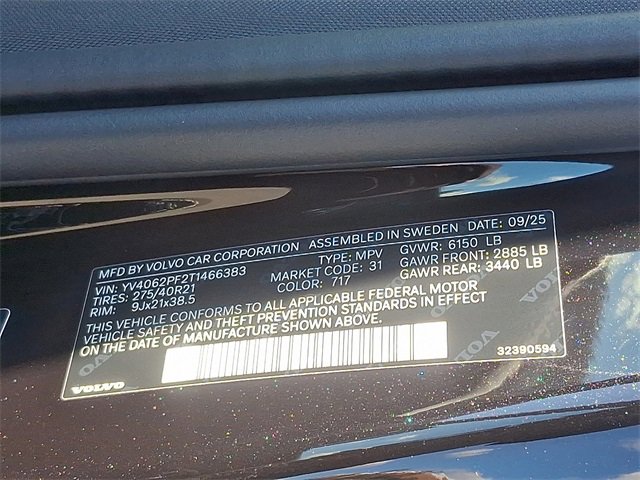 MFD BY VOLVO CAR CORPORATION ASSEMBLED IN SWEDEN DATE: 09/25
VIN: YV4062PF2T1466383 TYPE: MPV GVWR: 6150 LB
TIRES: 275/40R21 MARKET CODE: 31 GAWR FRONT: 2885 LB
RIM: 9Jx21x38.5 COLOR: 717 GAWR REAR: 3440 LB
THIS VEHICLE CONFORMS TO ALL APPLICABLE FEDERAL MOTOR
VEHICLE SAFETY AND THEFT PREVENTION STANDARDS IN EFFECT
ON THE DATE OF MANUFACTURE SHOWN ABOVE.
32390594
VOLVO